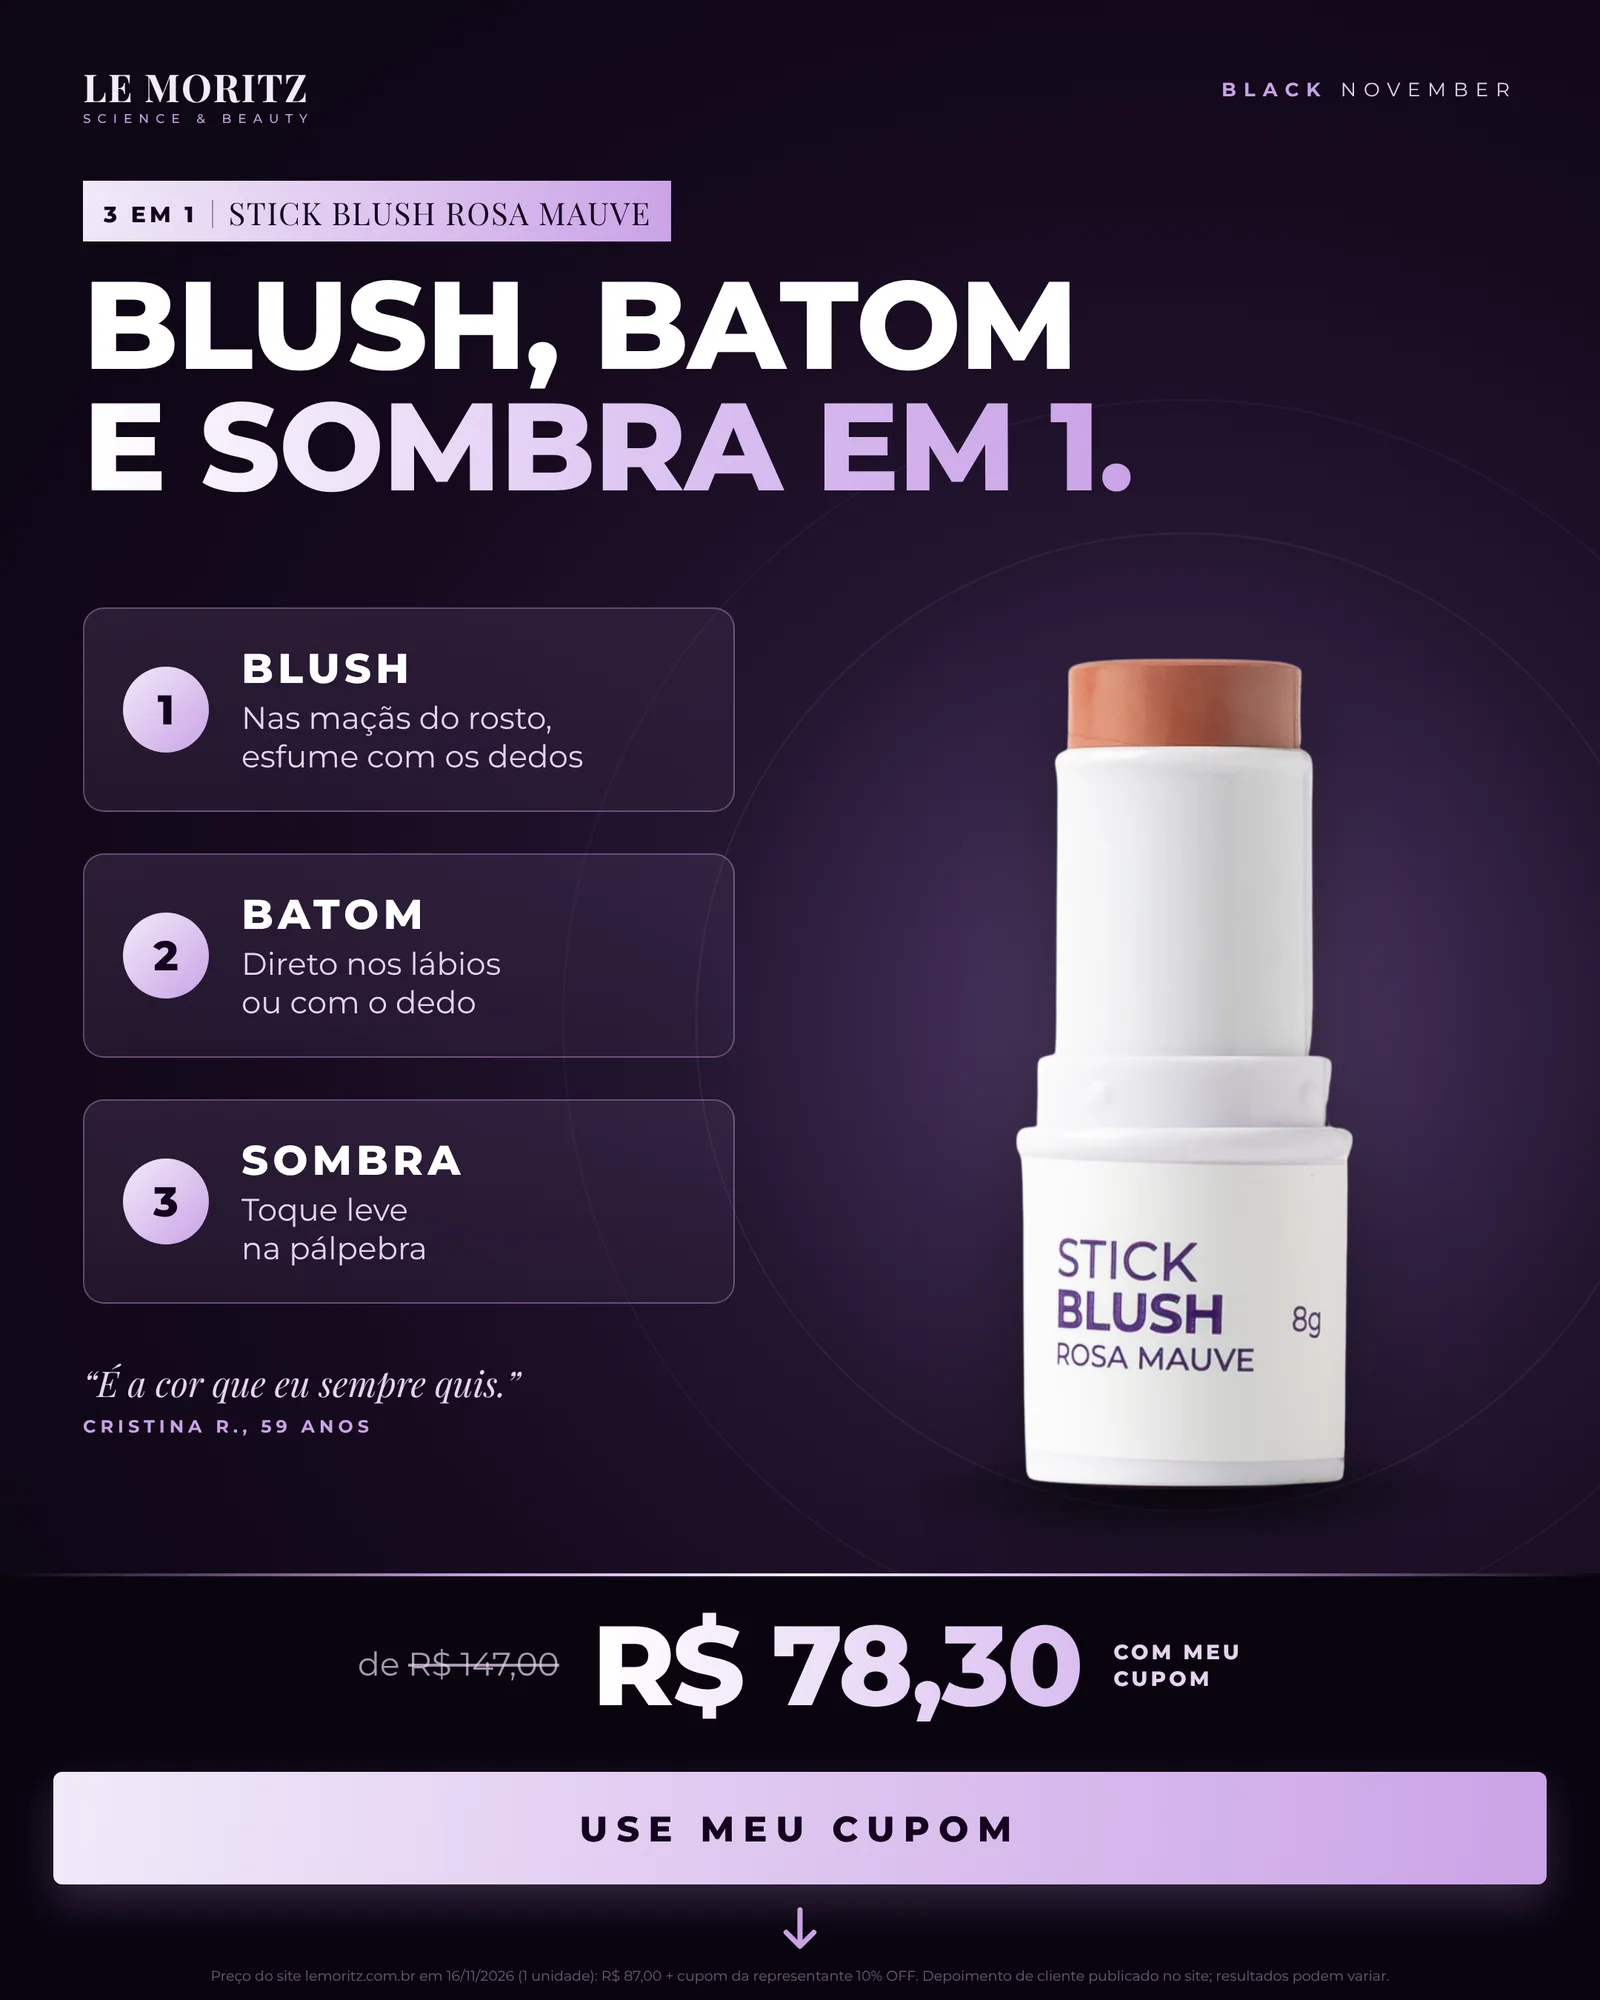 LE MORITZ
SCIENCE & BEAUTY
BLACK NOVEMBER
3 EM 1 | STICK BLUSH ROSA MAUVE
BLUSH, BATOM
E SOMBRA EM 1.
1
BLUSH
Nas maçãs do rosto,
esfume com os dedos
2
BATOM
Direto nos lábios
ou com o dedo
3
SOMBRA
Toque leve
na pálpebra
“É a cor que eu sempre quis.”
CRISTINA R., 59 ANOS
STICK
BLUSH
8g
ROSA MAUVE
de R$ 147,00
R$ 78,30
COM MEU
CUPOM
USE MEU CUPOM
Preço do site lemoritz.com.br em 16/11/2026 (1 unidade): R$ 87,00 + cupom da representante 10% OFF. Depoimento de cliente publicado no site; resultados podem variar.